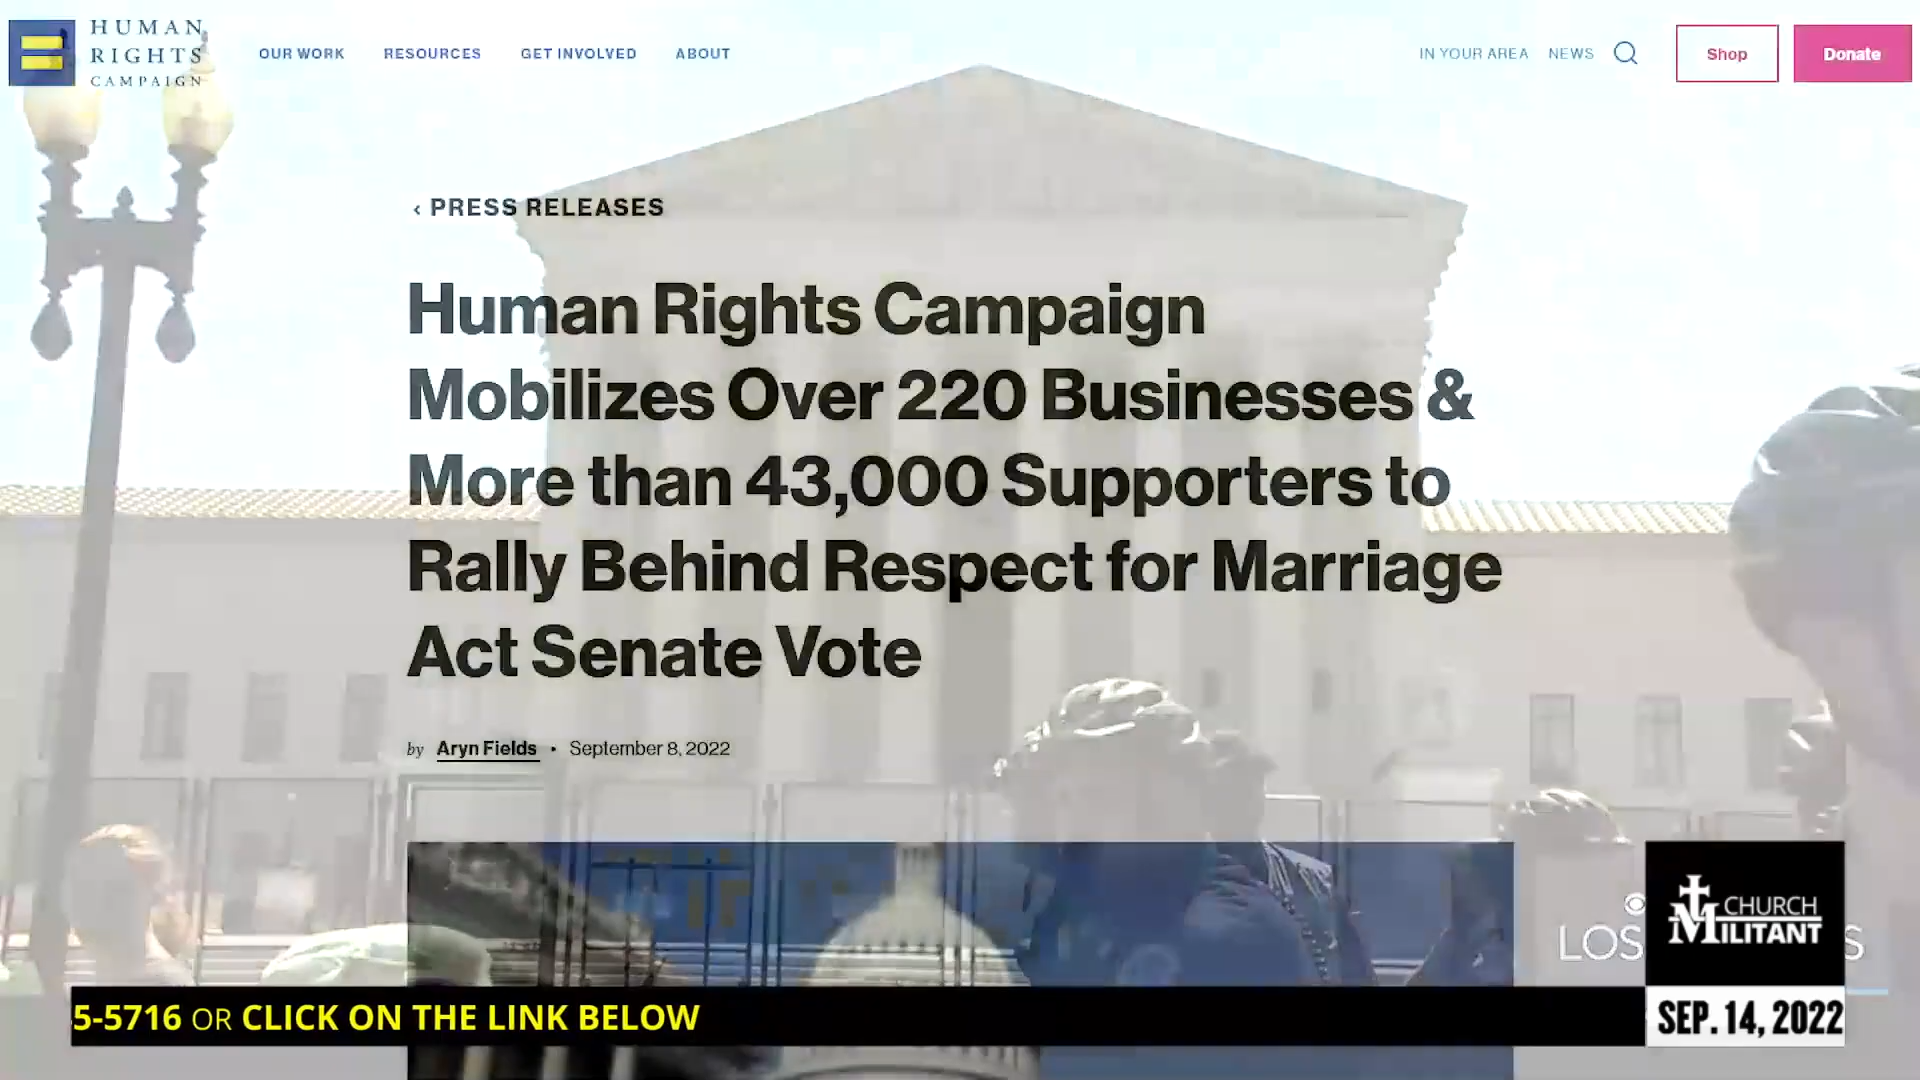 HUMAN
RIGHTS
CAMPAIGN
OUR WORK
RESOURCES
GET INVOLVED
ABOUT
IN YOUR AREA
NEWS
Shop
Donate
‹ PRESS RELEASES
Human Rights Campaign
Mobilizes Over 220 Businesses &
More than 43,000 Supporters to
Rally Behind Respect for Marriage
Act Senate Vote
by Aryn Fields • September 8, 2022
LOS
S
CHURCH
MILITANT
5-5716 OR CLICK ON THE LINK BELOW
SEP. 14, 2022